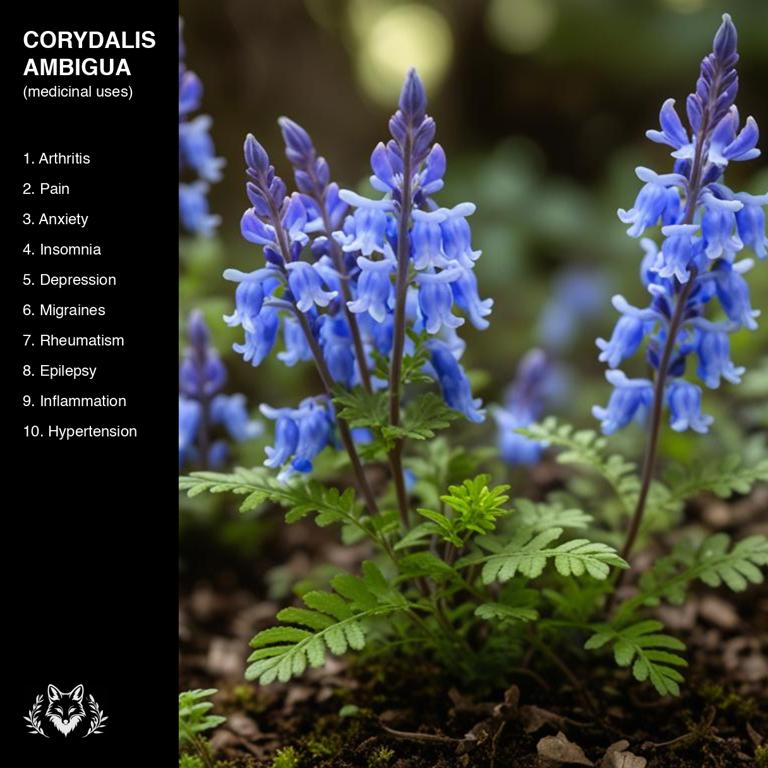 CORYDALIS
AMBIGUA
(medicinal uses)
1. Arthritis
2. Pain
3. Anxiety
4. Insomnia
5. Depression
6. Migraines
7. Rheumatism
8. Epilepsy
9. Inflammation
10. Hypertension